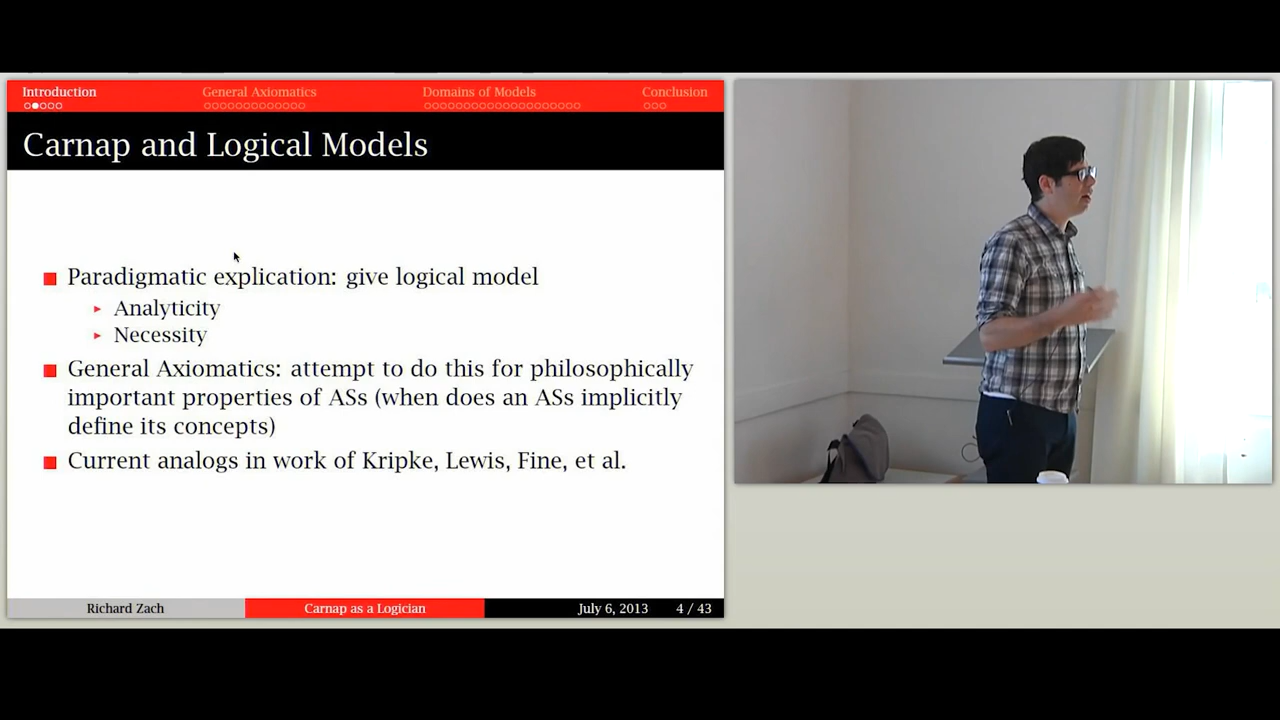 Introduction General Axiomatics Domains of Models Conclusion
Carnap and Logical Models
Paradigmatic explication: give logical model
Analyticity
Necessity
General Axiomatics: attempt to do this for philosophically
important properties of ASs (when does an ASs implicitly
define its concepts)
Current analogs in work of Kripke, Lewis, Fine, et al.
Richard Zach Carnap as a Logician July 6, 2013 4 / 43